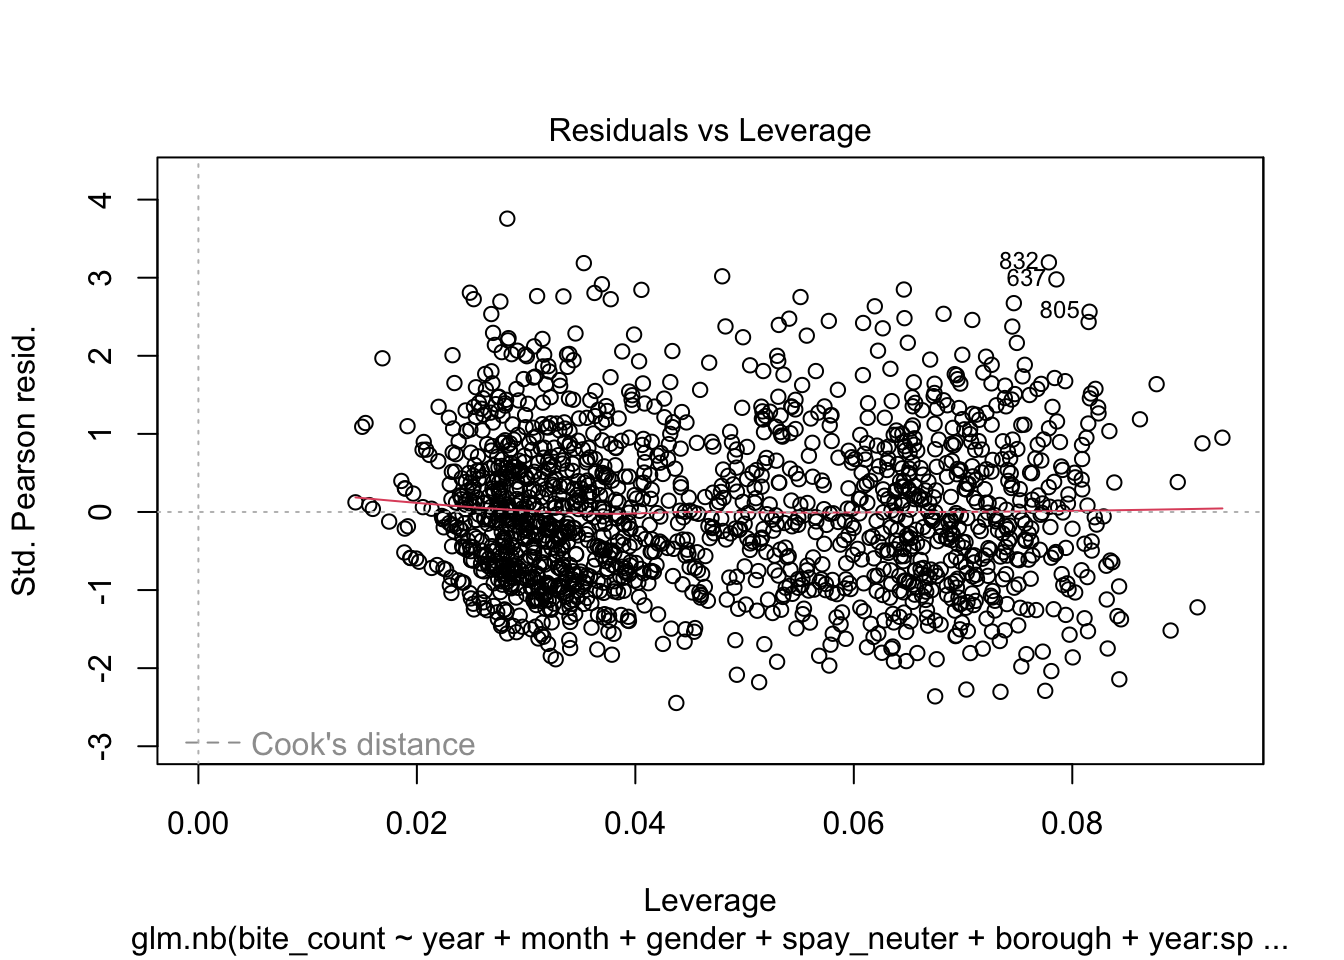 Residuals vs Leverage
Std. Pearson resid.
4
3
2
1
0
-1
-2
-3
832
637
805
Cook's distance
0.00 0.02 0.04 0.06 0.08
Leverage
glm.nb(bite_count ~ year + month + gender + spay_neuter + borough + year:sp ...